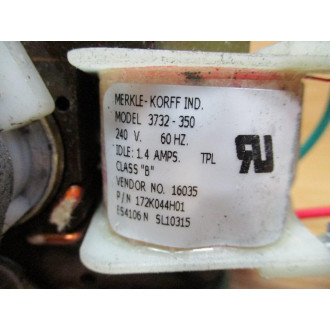 MERKLE-KORFF IND.
MODEL 3732-350
240 V. 60 HZ.
IDLE: 1.4 AMPS. TPL
CLASS "B"
VENDOR NO. 16035
P/N 172K044H01
ES4106N SL10315